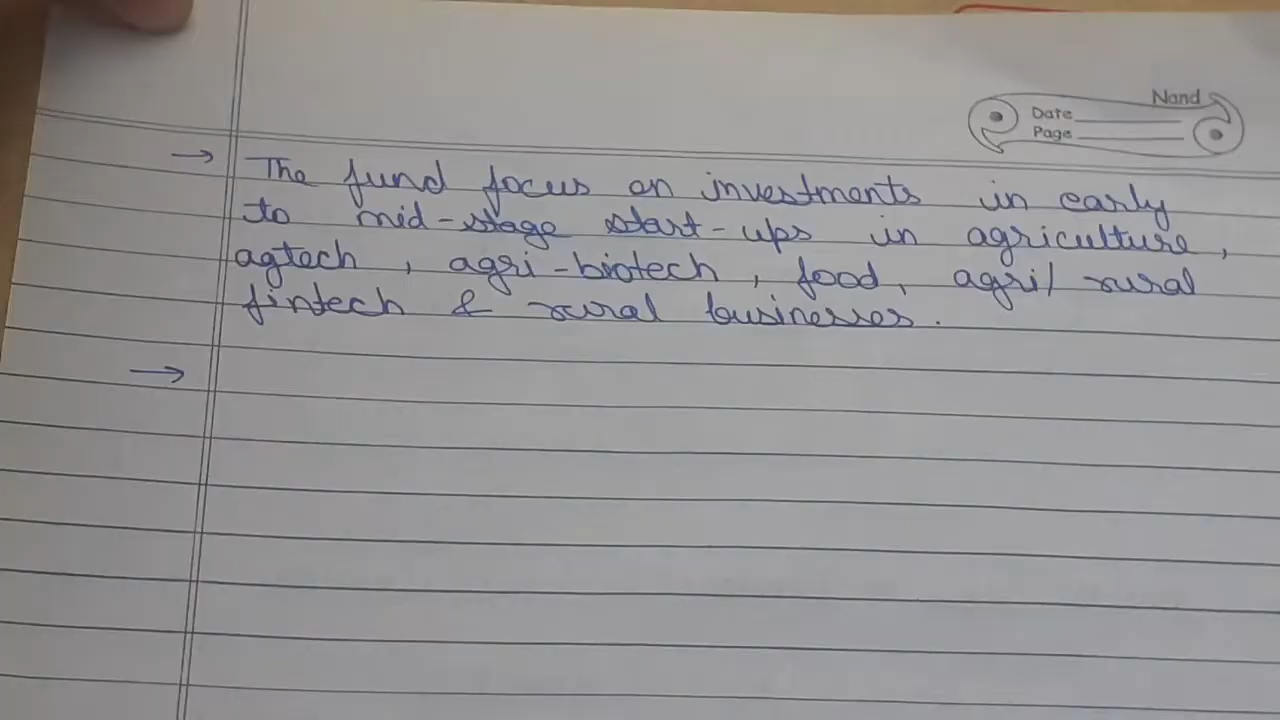 Nand
Date
Page
→ The fund focus on investments in early
to mid-stage start-ups in agriculture,
agtech, agri-biotech, food, agri/rural
fintech & rural businesses.
→